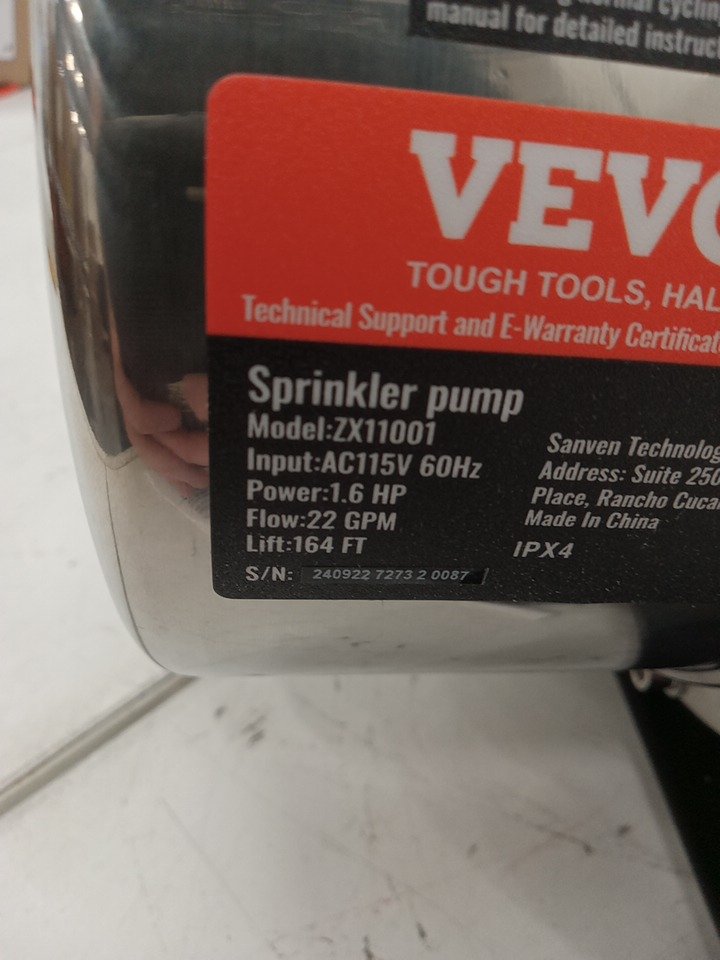 manual for detailed instruc
VEVO
TOUGH TOOLS, HAL
Technical Support and E-Warranty Certificat
Sprinkler pump
Model:ZX11001
Input:AC115V 60Hz
Power:1.6 HP
Flow:22 GPM
Lift:164 FT
S/N: 240922 7273 2 0087
Sanven Technolog
Address: Suite 250
Place, Rancho Cuca
Made In China
IPX4